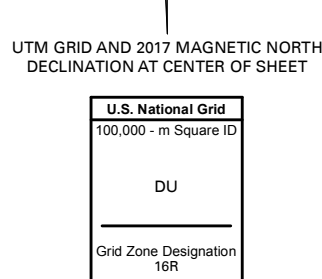 UTM GRID AND 2017 MAGNETIC NORTH
DECLINATION AT CENTER OF SHEET
U.S. National Grid
100,000 - m Square ID
DU
Grid Zone Designation
16R